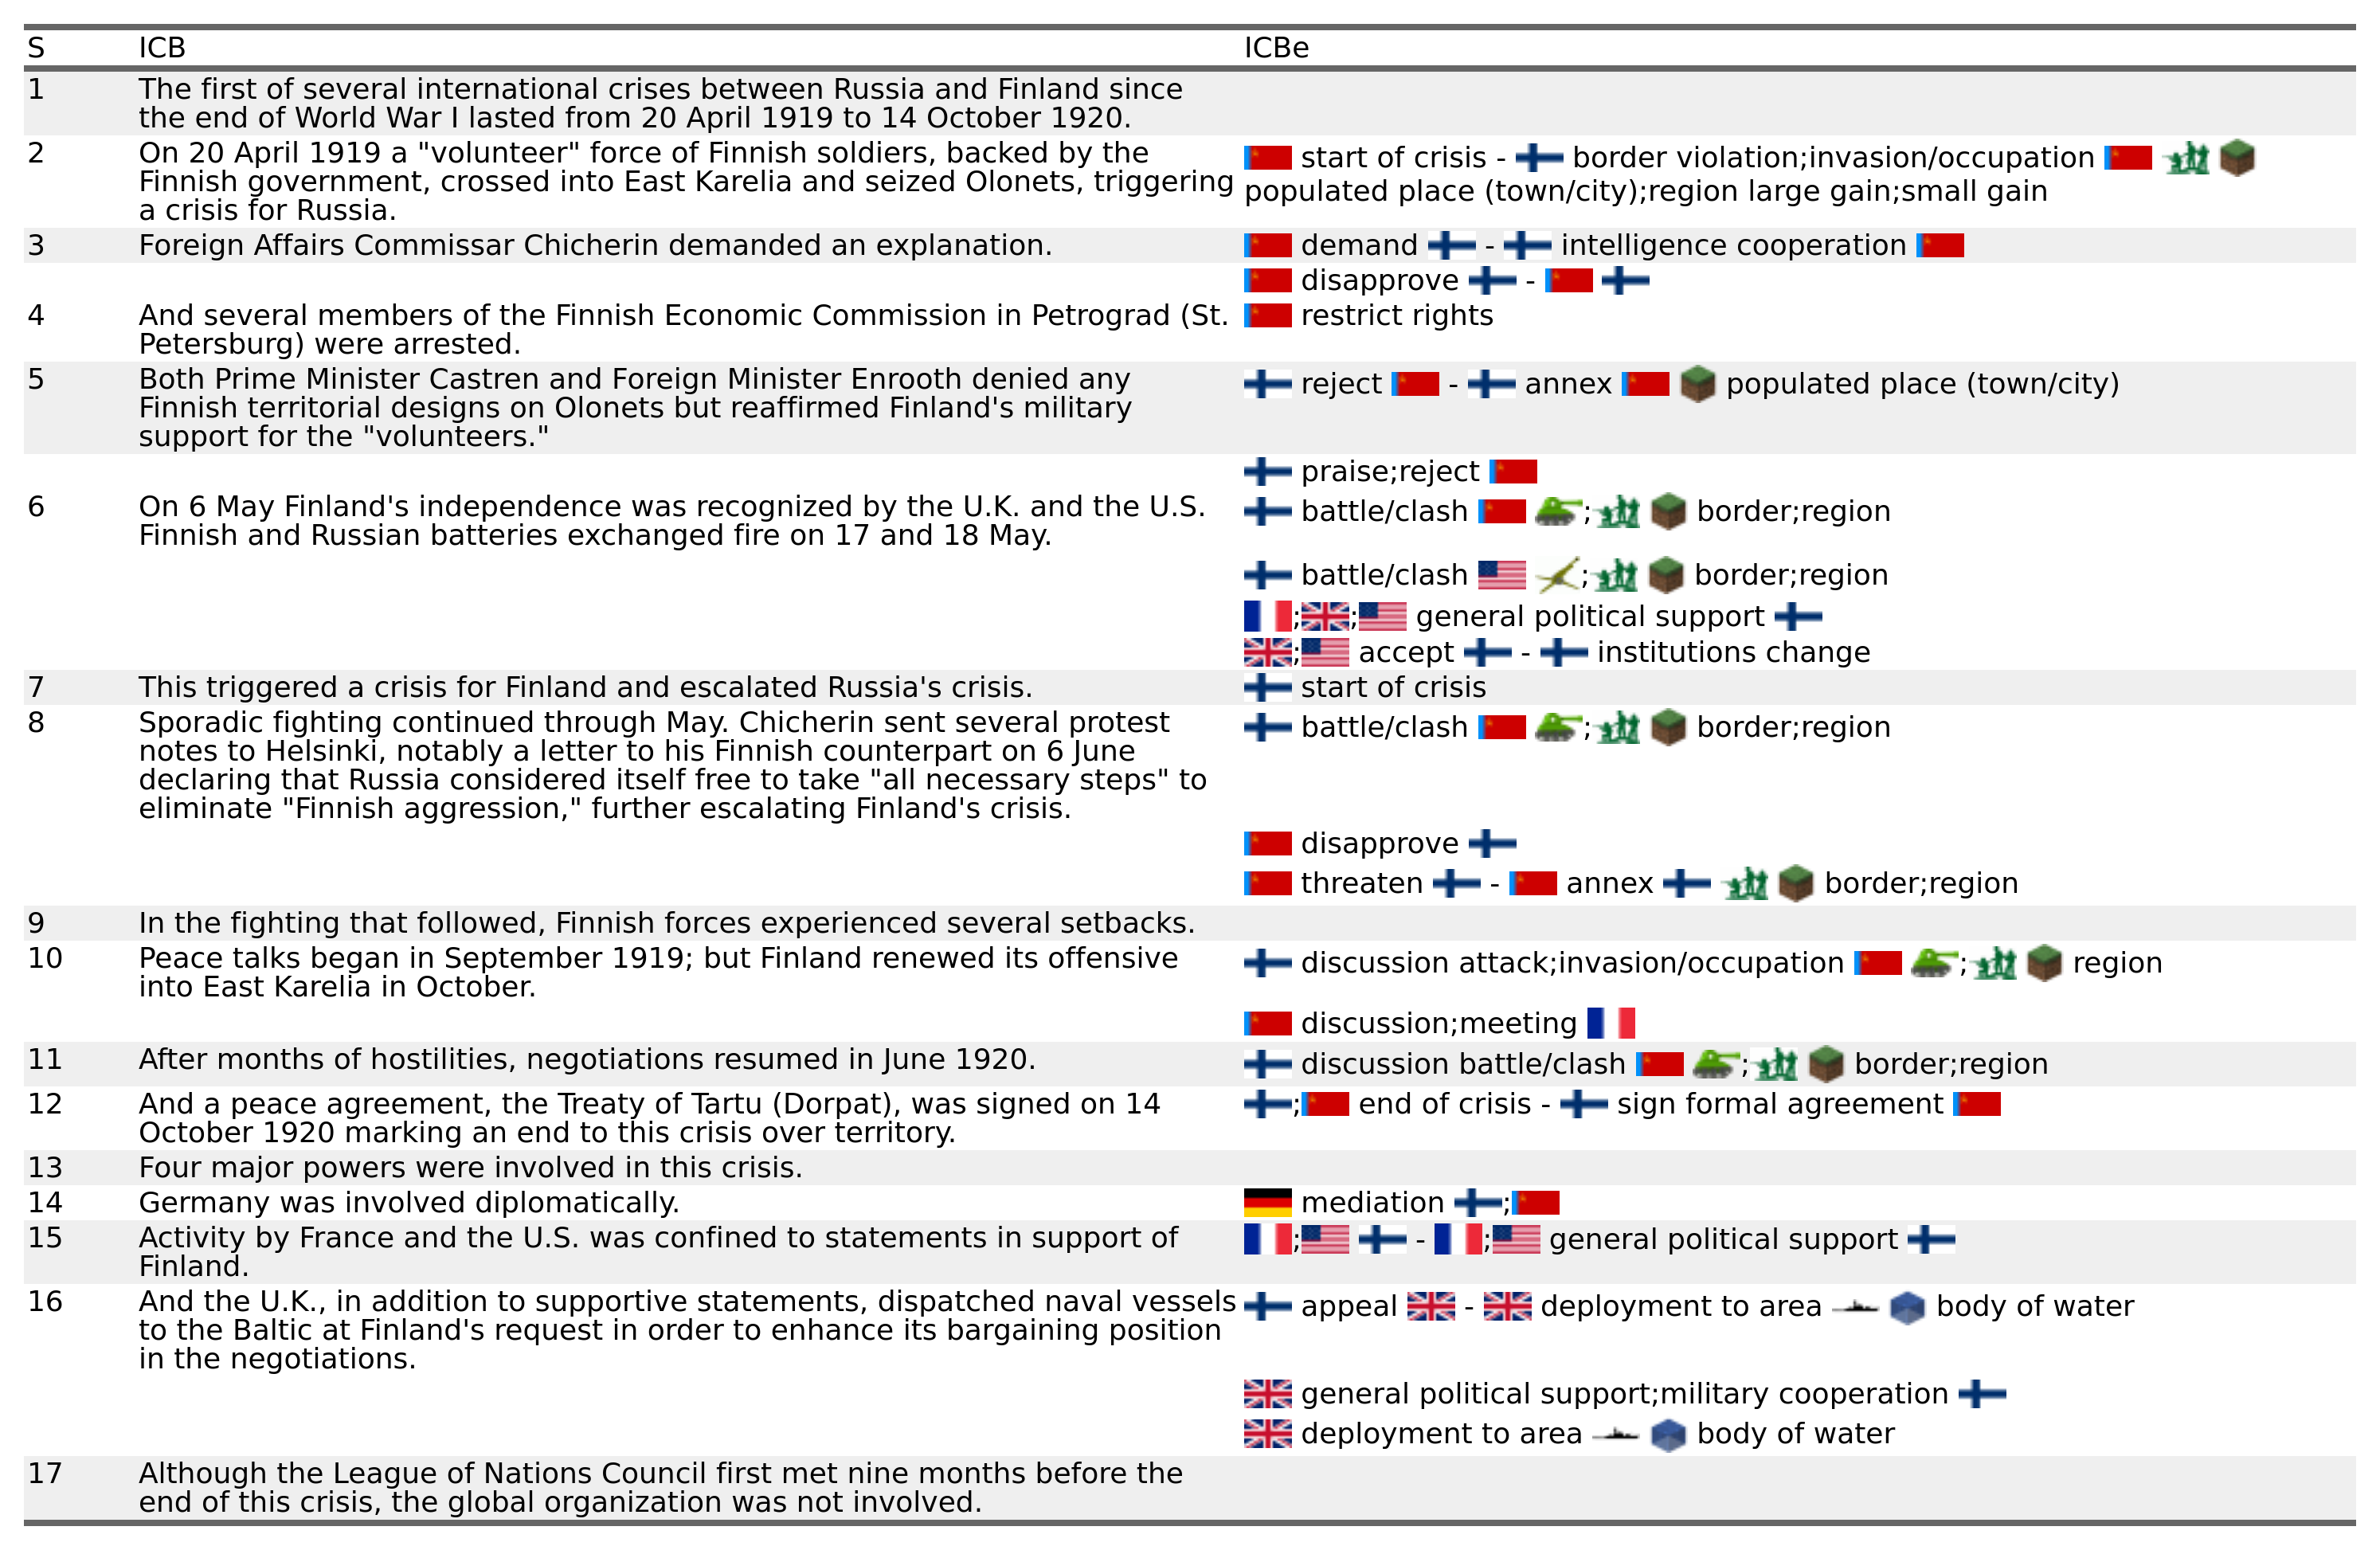 S ICB ICBe
1 The first of several international crises between Russia and Finland since
the end of World War I lasted from 20 April 1919 to 14 October 1920.
2 On 20 April 1919 a "volunteer" force of Finnish soldiers, backed by the
Finnish government, crossed into East Karelia and seized Olonets, triggering
a crisis for Russia.
start of crisis - border violation;invasion/occupation
populated place (town/city);region large gain;small gain
3 Foreign Affairs Commissar Chicherin demanded an explanation.
demand - intelligence cooperation
disapprove -
4 And several members of the Finnish Economic Commission in Petrograd (St.
Petersburg) were arrested.
restrict rights
5 Both Prime Minister Castren and Foreign Minister Enrooth denied any
Finnish territorial designs on Olonets but reaffirmed Finland's military
support for the "volunteers."
reject - annex populated place (town/city)
praise;reject
6 On 6 May Finland's independence was recognized by the U.K. and the U.S.
Finnish and Russian batteries exchanged fire on 17 and 18 May.
battle/clash ; border;region
battle/clash ; border;region
; ; general political support
; accept - institutions change
7 This triggered a crisis for Finland and escalated Russia's crisis.
start of crisis
8 Sporadic fighting continued through May. Chicherin sent several protest
notes to Helsinki, notably a letter to his Finnish counterpart on 6 June
declaring that Russia considered itself free to take "all necessary steps" to
eliminate "Finnish aggression," further escalating Finland's crisis.
battle/clash ; border;region
disapprove
threaten - annex border;region
9 In the fighting that followed, Finnish forces experienced several setbacks.
10 Peace talks began in September 1919; but Finland renewed its offensive
into East Karelia in October.
discussion attack;invasion/occupation ; region
discussion;meeting
11 After months of hostilities, negotiations resumed in June 1920.
discussion battle/clash ; border;region
12 And a peace agreement, the Treaty of Tartu (Dorpat), was signed on 14
October 1920 marking an end to this crisis over territory.
; end of crisis - sign formal agreement
13 Four major powers were involved in this crisis.
14 Germany was involved diplomatically.
mediation ;
15 Activity by France and the U.S. was confined to statements in support of
Finland.
; - ; general political support
16 And the U.K., in addition to supportive statements, dispatched naval vessels
to the Baltic at Finland's request in order to enhance its bargaining position
in the negotiations.
appeal - deployment to area body of water
general political support;military cooperation
deployment to area body of water
17 Although the League of Nations Council first met nine months before the
end of this crisis, the global organization was not involved.